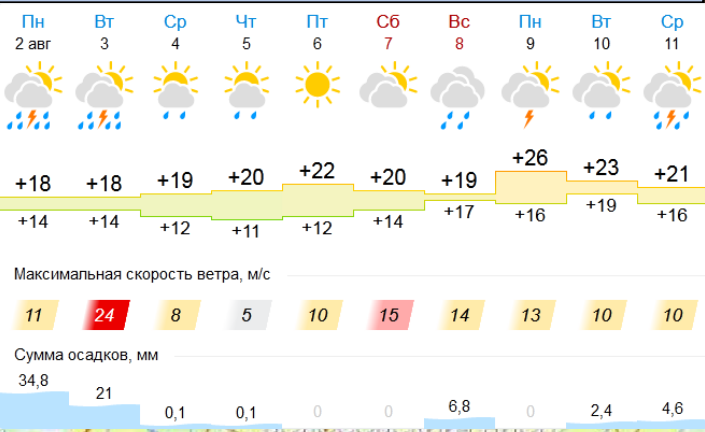 Пн Вт Ср Чт Пт Сб Вс Пн Вт Ср
2 авг 3 4 5 6 7 8 9 10 11
+18 +18 +19 +20 +22 +20 +19 +26 +23 +21
+14 +14 +12 +11 +12 +14 +17 +16 +19 +16
Максимальная скорость ветра, м/с
11 24 8 5 10 15 14 13 10 10
Сумма осадков, мм
34,8 21 0,1 0,1 0 0 6,8 0 2,4 4,6